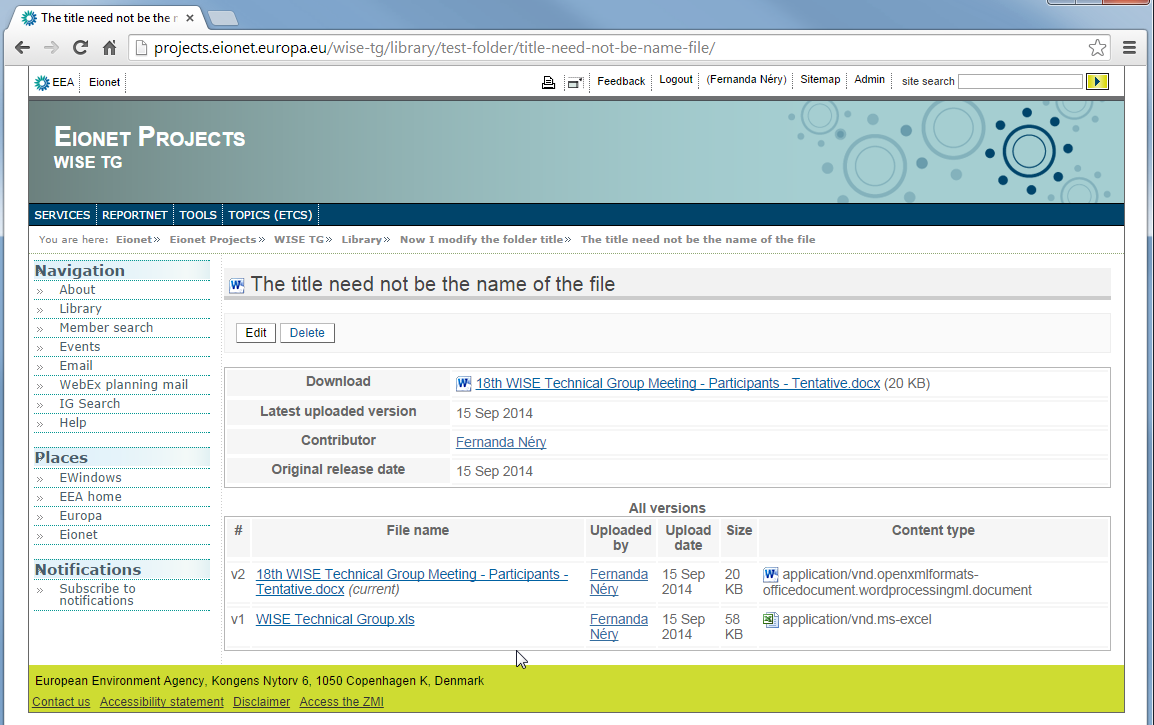 The title need not be the r
projects.eionet.europa.eu/wise-tg/library/test-folder/title-need-not-be-name-file/
EEA Eionet Feedback Logout (Fernanda Néry) Sitemap Admin site search
EIONET PROJECTS
WISE TG
SERVICES REPORTNET TOOLS TOPICS (ETCS)
You are here: Eionet» Eionet Projects» WISE TG» Library» Now I modify the folder title» The title need not be the name of the file
Navigation
» About
» Library
» Member search
» Events
» Email
» WebEx planning mail
» IG Search
» Help
Places
» EWindows
» EEA home
» Europa
» Eionet
Notifications
» Subscribe to
notifications
The title need not be the name of the file
Edit Delete
Download 18th WISE Technical Group Meeting - Participants - Tentative.docx (20 KB)
Latest uploaded version 15 Sep 2014
Contributor Fernanda Néry
Original release date 15 Sep 2014
All versions
# File name Uploaded by Upload date Size Content type
v2 18th WISE Technical Group Meeting - Participants - Fernanda 15 Sep 20 application/vnd.openxmlformats-
Tentative.docx (current) Néry 2014 KB officedocument.wordprocessingml.document
v1 WISE Technical Group.xls Fernanda 15 Sep 58 application/vnd.ms-excel
Néry 2014 KB
European Environment Agency, Kongens Nytorv 6, 1050 Copenhagen K, Denmark
Contact us Accessibility statement Disclaimer Access the ZMI